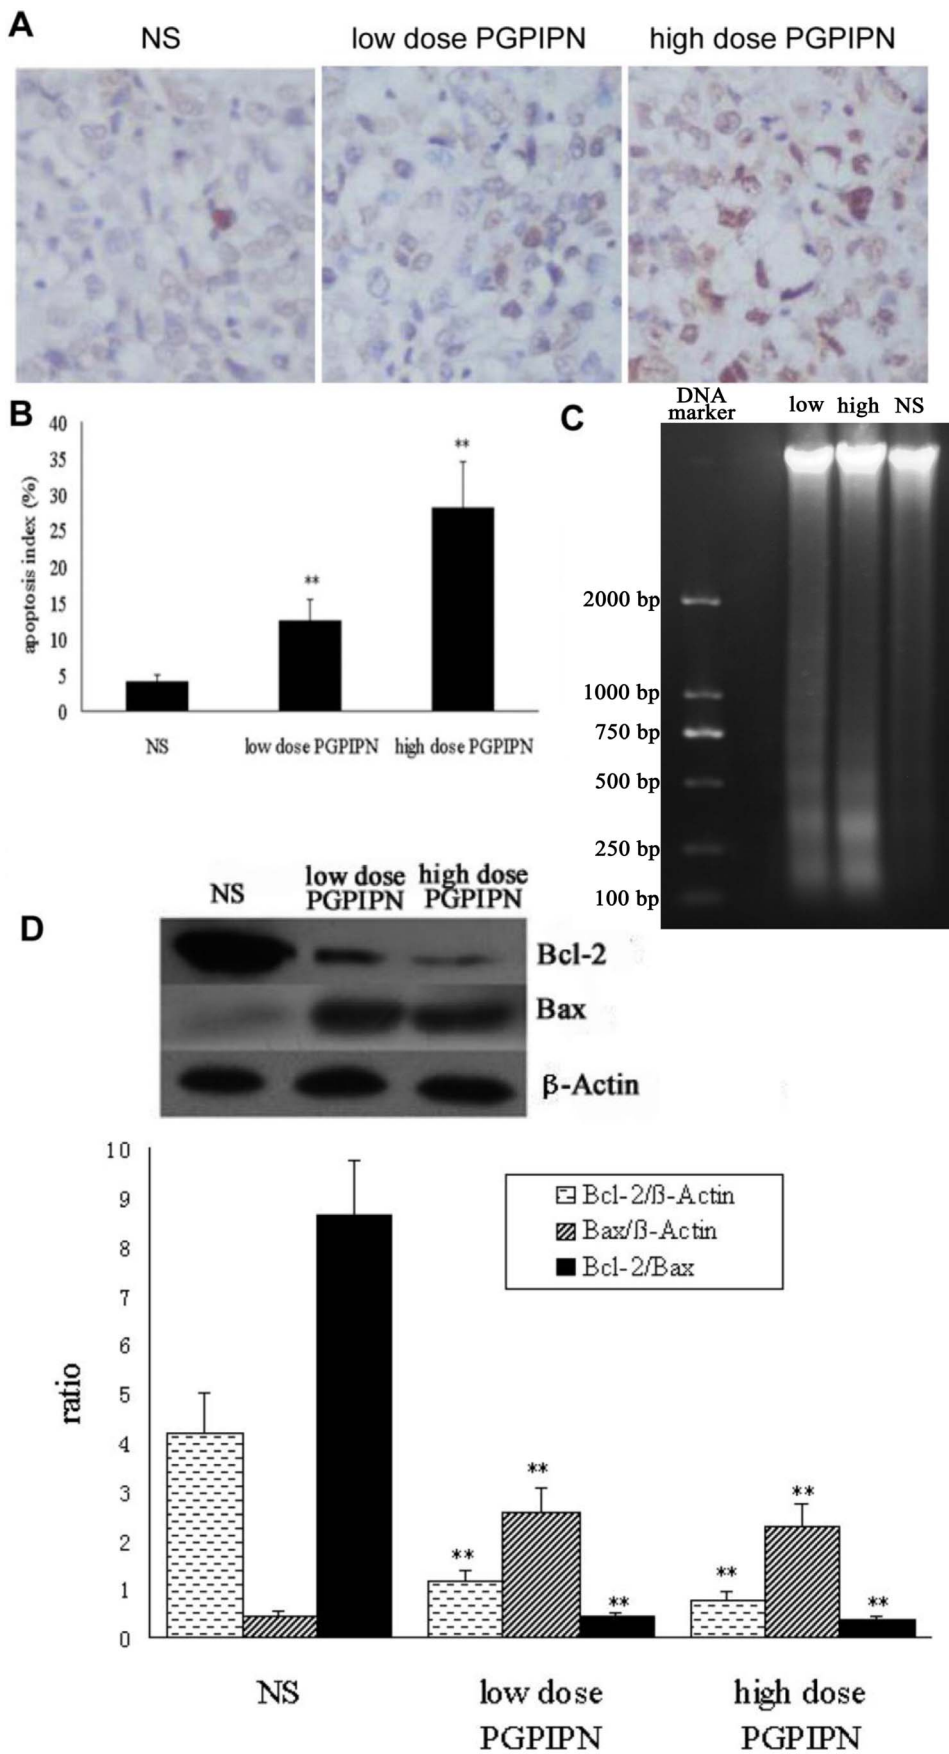 A
NS
low dose PGPIPN
high dose PGPIPN
B
40
35
30
25
20
15
10
5
0
apoptosis index (%)
**
**
NS
low dose PGPIPN
high dose PGPIPN
C
DNA
marker
low
high
NS
2000 bp
1000 bp
750 bp
500 bp
250 bp
100 bp
D
NS
low dose
PGPIPN
high dose
PGPIPN
Bcl-2
Bax
β-Actin
10
9
8
7
6
5
4
3
2
1
0
ratio
Bcl-2/ß-Actin
Bax/ß-Actin
Bcl-2/Bax
**
**
**
**
**
**
NS
low dose
PGPIPN
high dose
PGPIPN